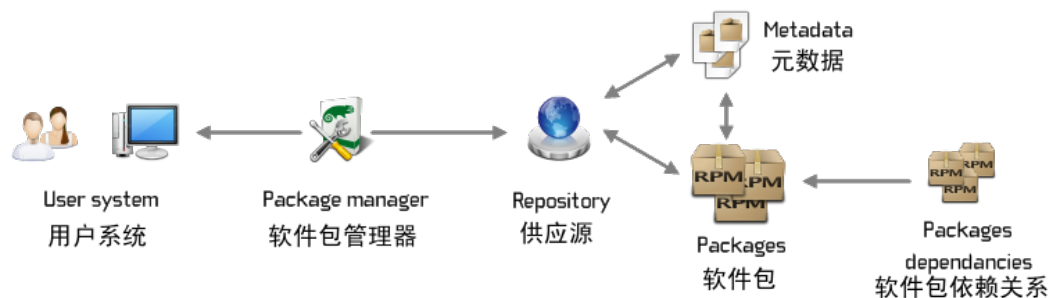 Metadata
元数据
User system
用户系统
Package manager
软件包管理器
Repository
供应源
RPM
RPM
RPM
Packages
软件包
RPM
RPM
RPM
Packages
dependancies
软件包依赖关系